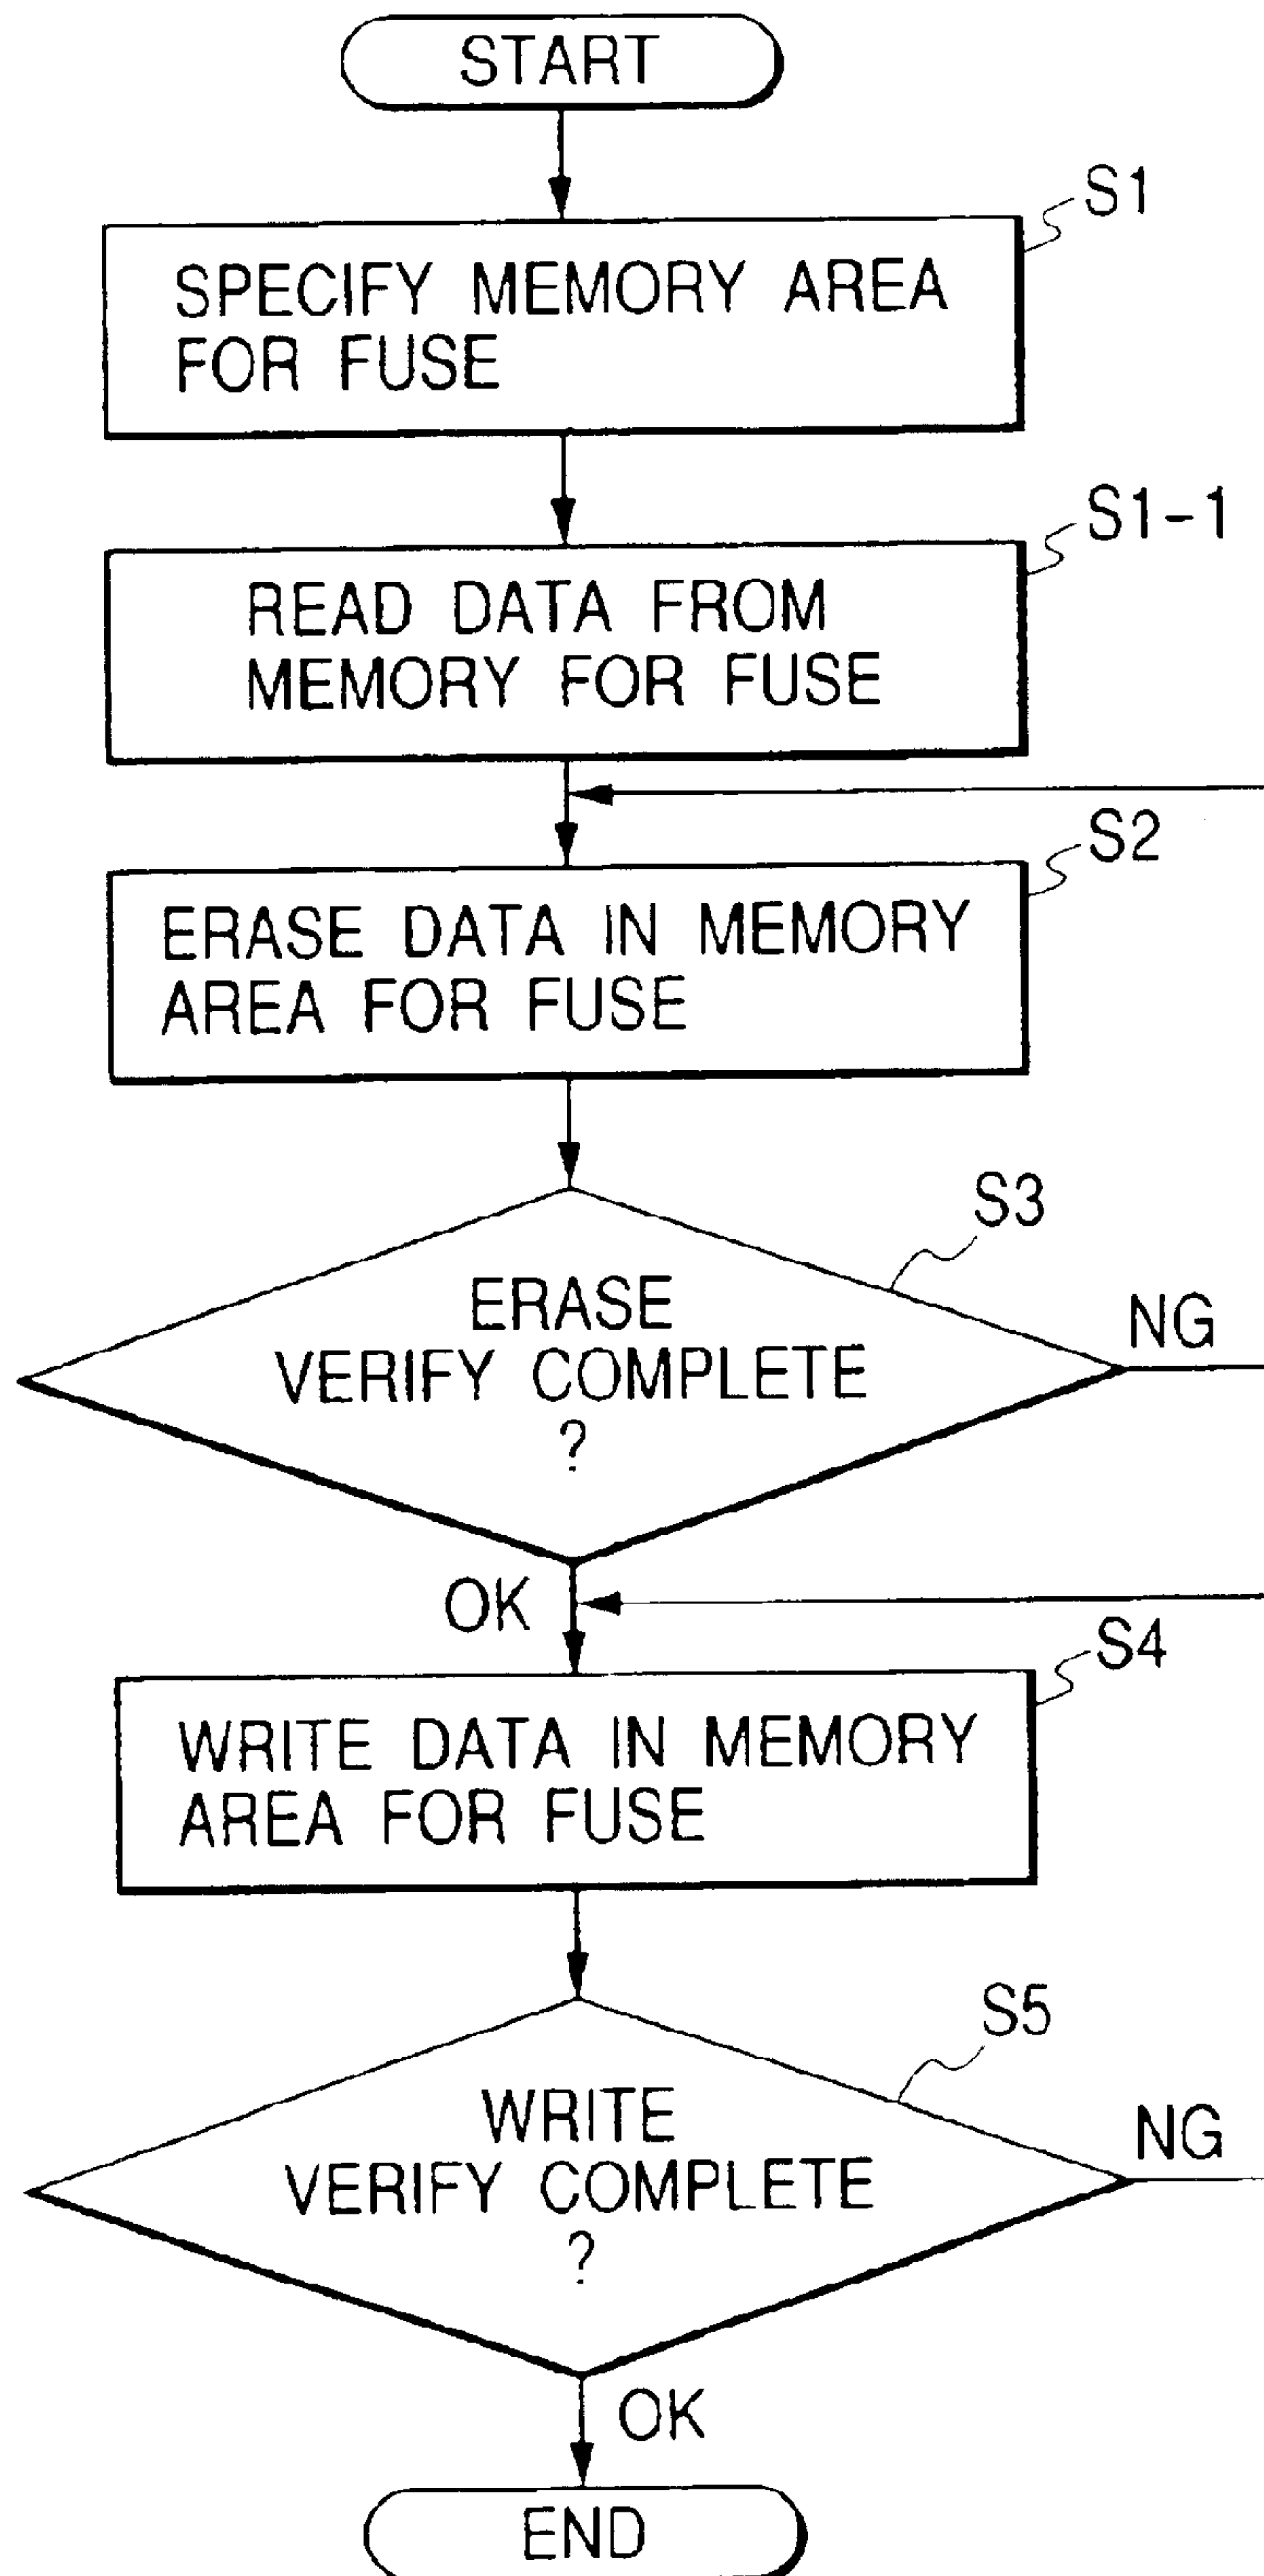 START
S1
SPECIFY MEMORY AREA
FOR FUSE
S1-1
READ DATA FROM
MEMORY FOR FUSE
S2
ERASE DATA IN MEMORY
AREA FOR FUSE
S3
ERASE
VERIFY COMPLETE
?
NG
OK
S4
WRITE DATA IN MEMORY
AREA FOR FUSE
S5
WRITE
VERIFY COMPLETE
?
NG
OK
END